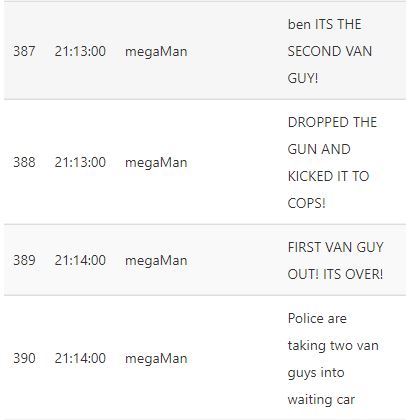 ben ITS THE
SECOND VAN
387 21:13:00 megaMan
GUY!
DROPPED THE
GUN AND
388 21:13:00 megaMan
KICKED IT TO
COPS!
FIRST VAN GUY
389 21:14:00 megaMan
OUT! ITS OVER!
Police are
taking two van
390 21:14:00 megaMan
guys into
waiting car